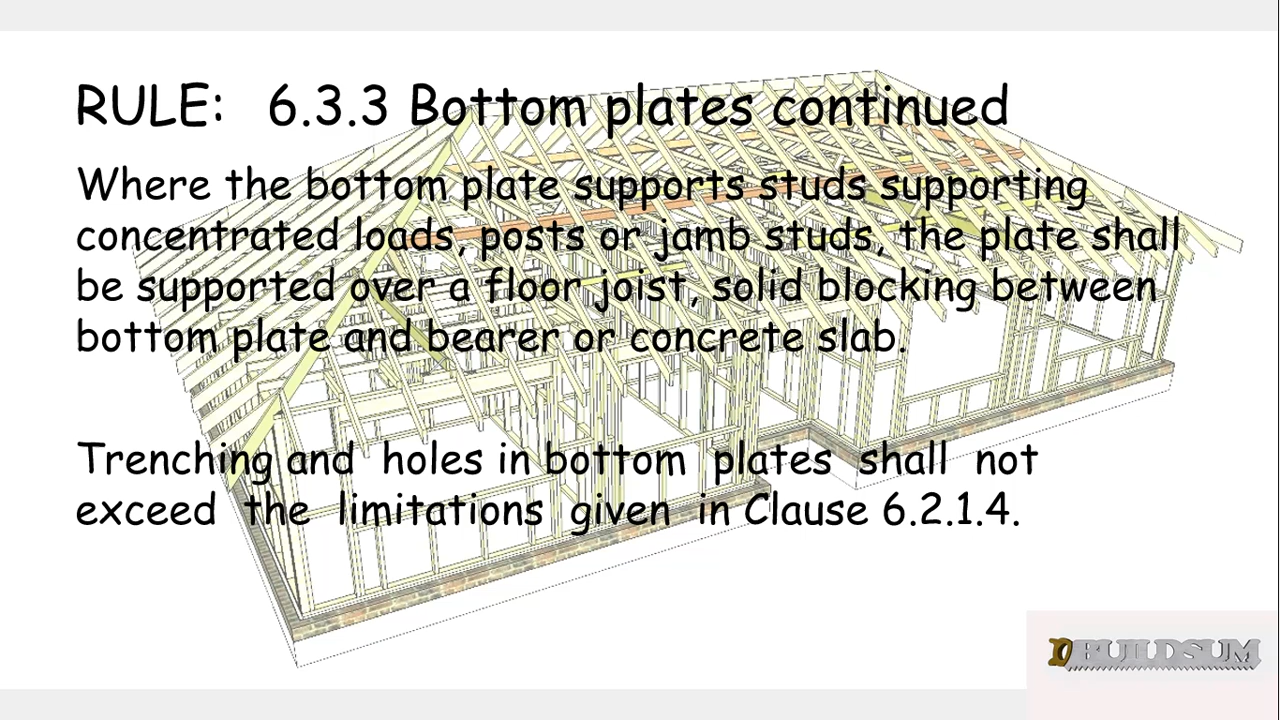 RULE: 6.3.3 Bottom plates continued
Where the bottom plate supports studs supporting
concentrated loads, posts or jamb studs, the plate shall
be supported over a floor joist, solid blocking between
bottom plate and bearer or concrete slab.
Trenching and holes in bottom plates shall not
exceed the limitations given in Clause 6.2.1.4.
BUILDSUM